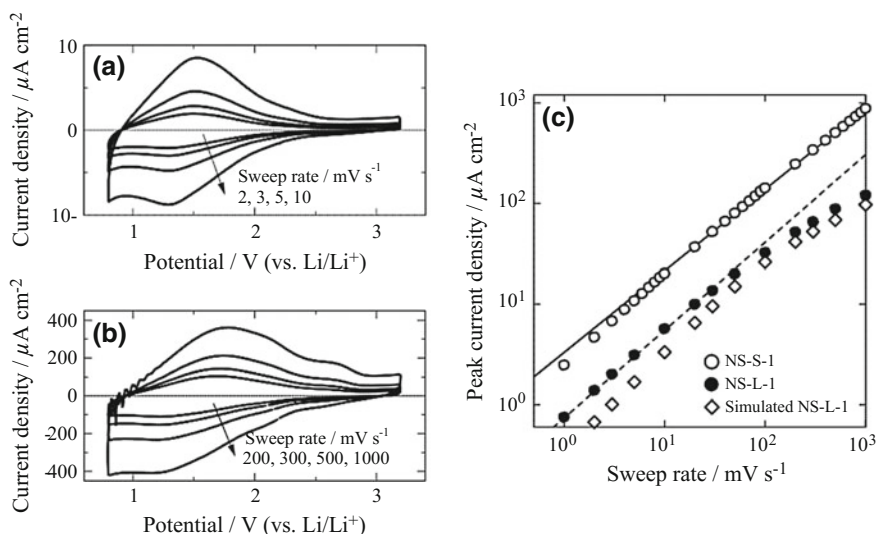 (a)
Current density / µA cm⁻²
10
0
10-
Sweep rate / mV s⁻¹
2, 3, 5, 10
1
2
3
Potential / V (vs. Li/Li⁺)
(b)
Current density / µA cm⁻²
400
200
0
-200
-400
Sweep rate / mV s⁻¹
200, 300, 500, 1000
1
2
3
Potential / V (vs. Li/Li⁺)
(c)
Peak current density / µA cm⁻²
10³
10²
10¹
10⁰
NS-S-1
NS-L-1
Simulated NS-L-1
10⁰
10¹
10²
10³
Sweep rate / mV s⁻¹